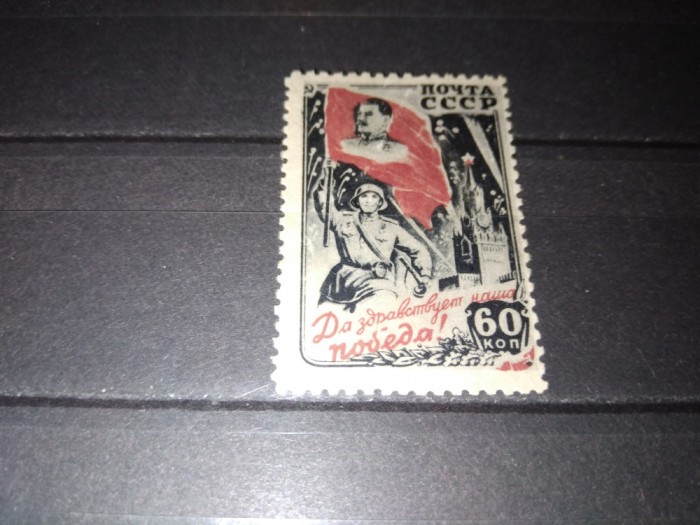 ПОЧТА
СССР
Да здравствует наша
победа!
60
КОП